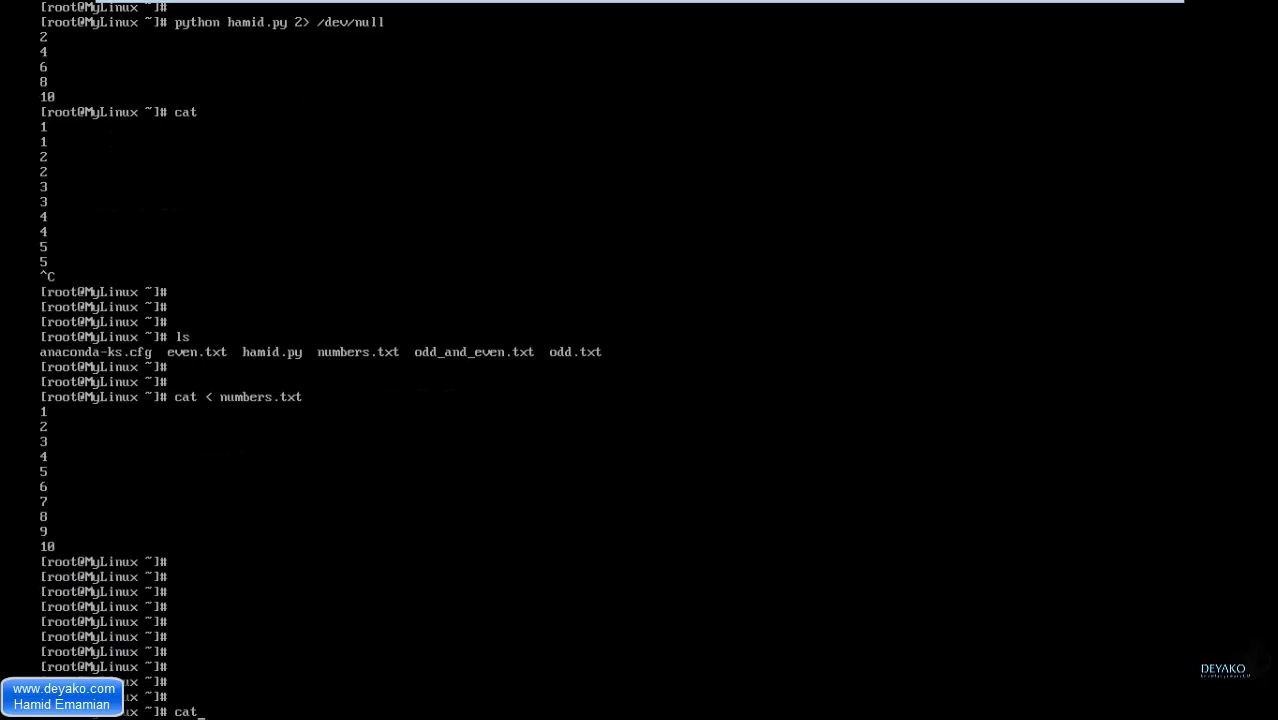 [root@MyLinux ~]#
[root@MyLinux ~]# python hamid.py 2> /dev/null
2
4
6
8
10
[root@MyLinux ~]# cat
1
1
2
2
3
3
4
4
5
5
^C
[root@MyLinux ~]#
[root@MyLinux ~]#
[root@MyLinux ~]#
[root@MyLinux ~]# ls
anaconda-ks.cfg  even.txt  hamid.py  numbers.txt  odd_and_even.txt  odd.txt
[root@MyLinux ~]#
[root@MyLinux ~]#
[root@MyLinux ~]# cat < numbers.txt
1
2
3
4
5
6
7
8
9
10
[root@MyLinux ~]#
[root@MyLinux ~]#
[root@MyLinux ~]#
[root@MyLinux ~]#
[root@MyLinux ~]#
[root@MyLinux ~]#
[root@MyLinux ~]#
[root@MyLinux ~]#
ux ~]#
ux ~]#
ux ~]# cat_
www.deyako.com
Hamid Emamian
DEYAKO